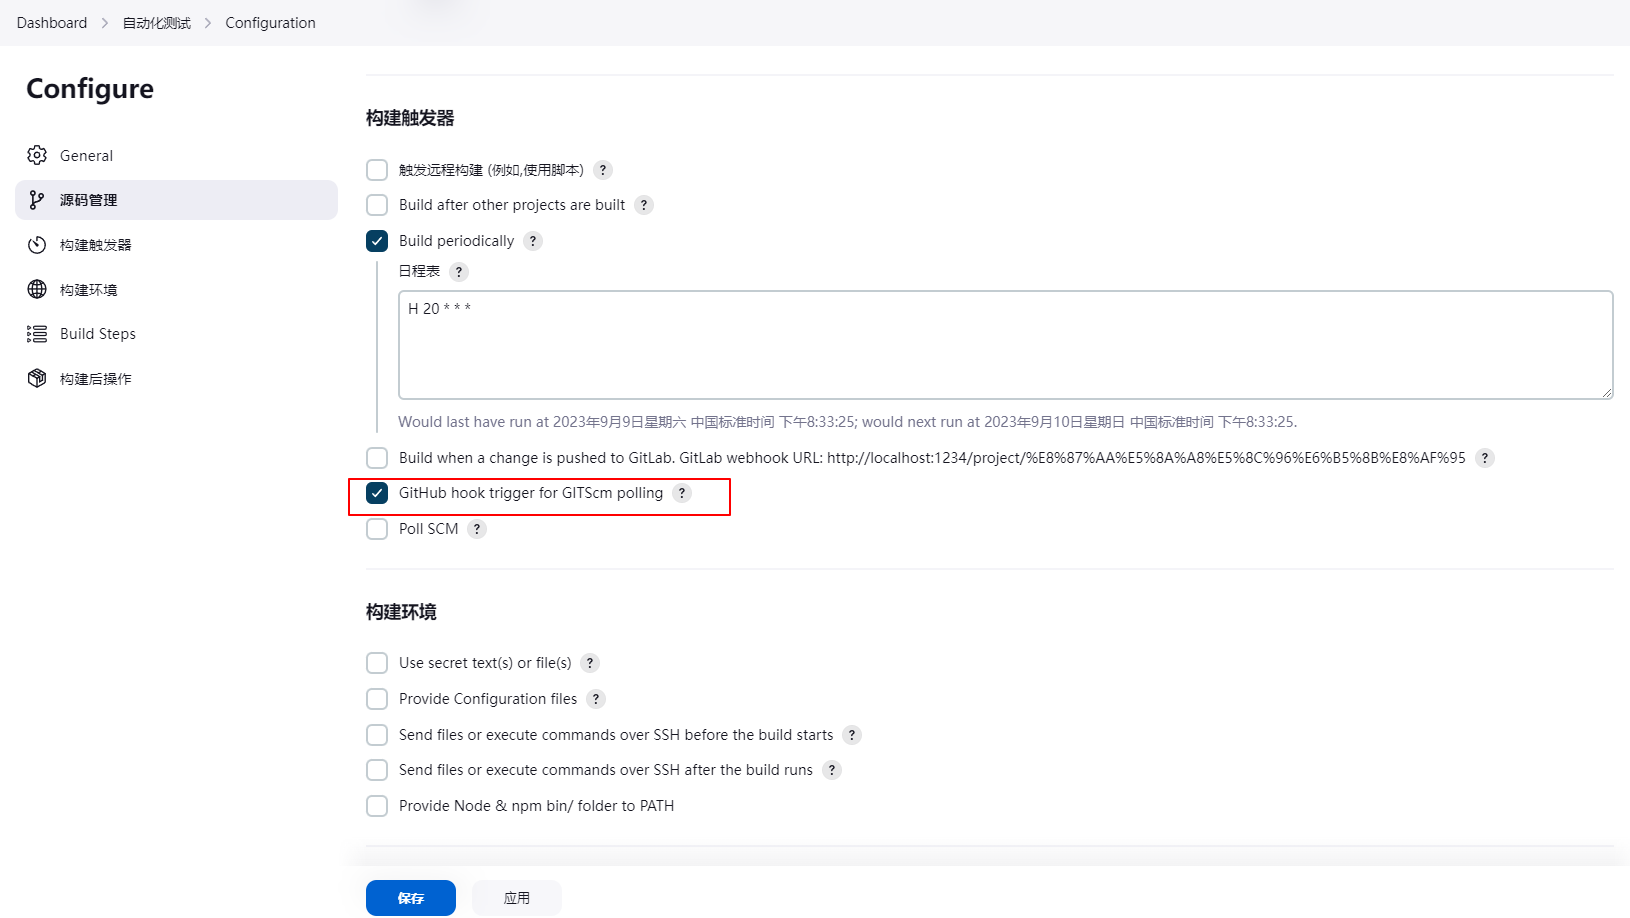 Dashboard > 自动化测试 > Configuration
Configure
General
源码管理
构建触发器
构建环境
Build Steps
构建后操作
构建触发器
触发远程构建 (例如,使用脚本) ?
Build after other projects are built ?
Build periodically ?
日程表 ?
H 20 * * *
Would last have run at 2023年9月9日星期六 中国标准时间 下午8:33:25; would next run at 2023年9月10日星期日 中国标准时间 下午8:33:25.
Build when a change is pushed to GitLab. GitLab webhook URL: http://localhost:1234/project/%E8%87%AA%E5%8A%A8%E5%8C%96%E6%B5%8B%E8%AF%95 ?
GitHub hook trigger for GITScm polling ?
Poll SCM ?
构建环境
Use secret text(s) or file(s) ?
Provide Configuration files ?
Send files or execute commands over SSH before the build starts ?
Send files or execute commands over SSH after the build runs ?
Provide Node & npm bin/ folder to PATH
保存 应用